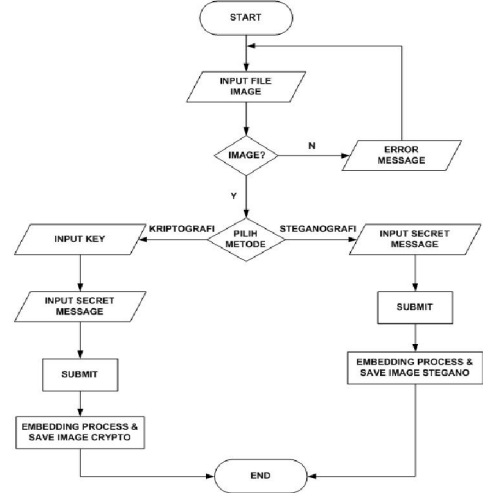 START
INPUT FILE
IMAGE
IMAGE?
N
ERROR
MESSAGE
Y
KRIPTOGRAFI
PILIH
METODE
STEGANOGRAFI
INPUT KEY
INPUT SECRET
MESSAGE
SUBMIT
EMBEDDING PROCESS &
SAVE IMAGE CRYPTO
INPUT SECRET
MESSAGE
SUBMIT
EMBEDDING PROCESS &
SAVE IMAGE STEGANO
END